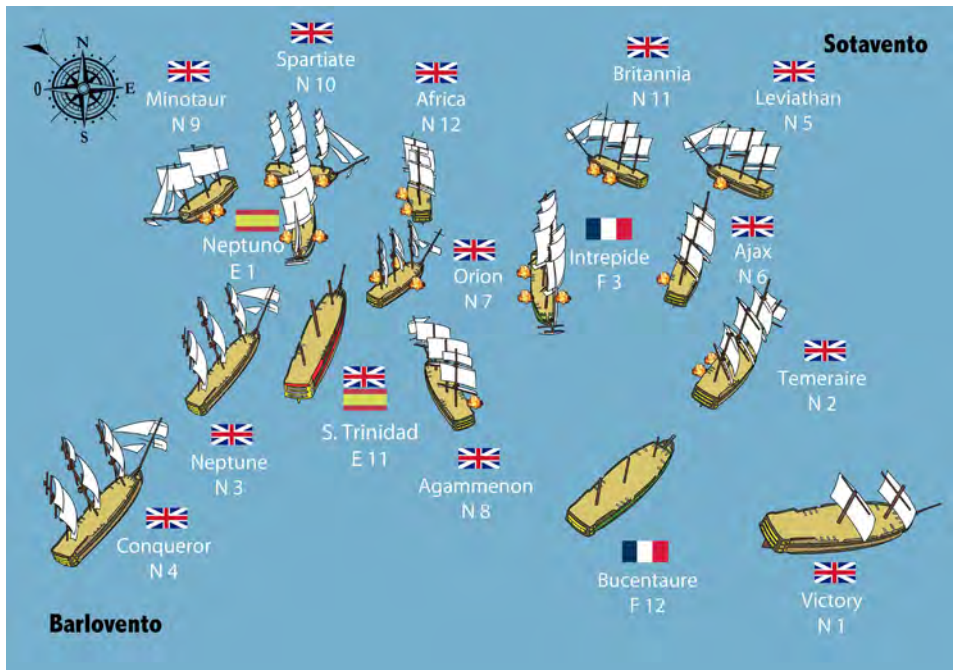 Sotavento
N
O
E
S
Spartiate
N 10
Minotaur
N 9
Africa
N 12
Britannia
N 11
Leviathan
N 5
Neptuno
E 1
Orion
N 7
Intrepide
F 3
Ajax
N 6
Temeraire
N 2
S. Trinidad
E 11
Neptune
N 3
Agammenon
N 8
Conqueror
N 4
Bucentaure
F 12
Victory
N 1
Barlovento